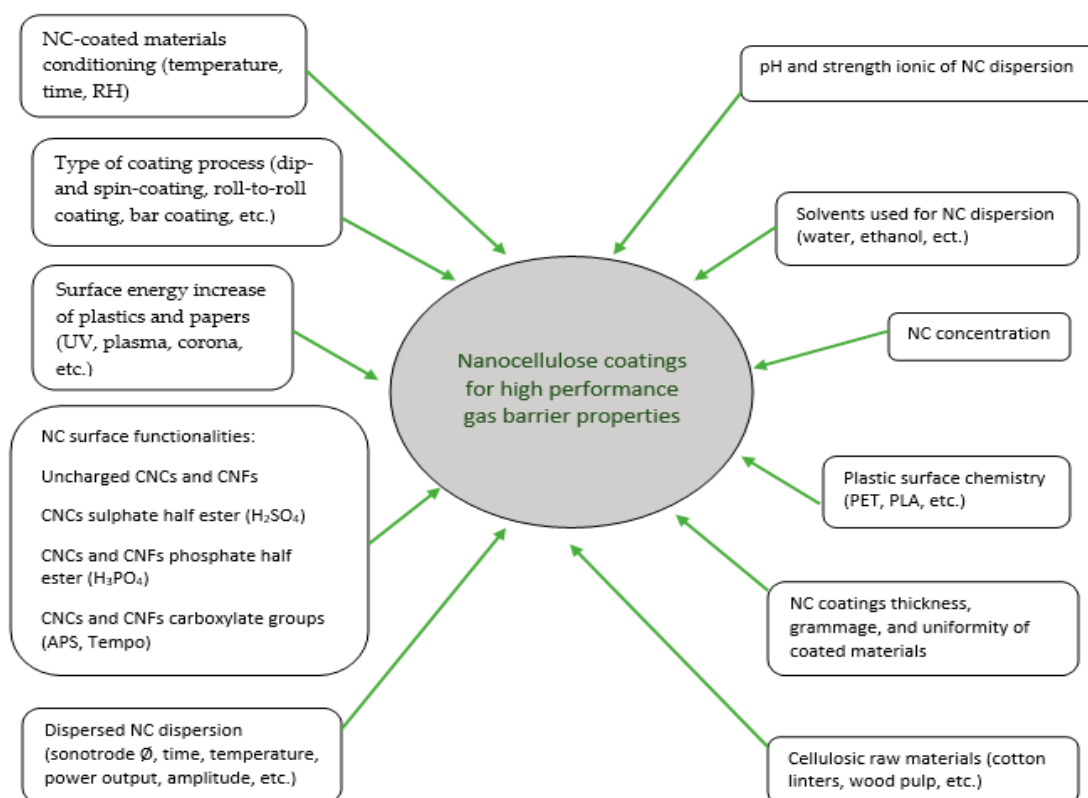 NC-coated materials
conditioning (temperature,
time, RH)
pH and strength ionic of NC dispersion
Type of coating process (dip-
and spin-coating, roll-to-roll
coating, bar coating, etc.)
Solvents used for NC dispersion
(water, ethanol, ect.)
Surface energy increase
of plastics and papers
(UV, plasma, corona,
etc.)
NC concentration
Nanocellulose coatings
for high performance
gas barrier properties
NC surface functionalities:
Uncharged CNCs and CNFs
CNCs sulphate half ester (H₂SO₄)
CNCs and CNFs phosphate half
ester (H₃PO₄)
CNCs and CNFs carboxylate groups
(APS, Tempo)
Plastic surface chemistry
(PET, PLA, etc.)
NC coatings thickness,
grammage, and uniformity of
coated materials
Dispersed NC dispersion
(sonotrode Ø, time, temperature,
power output, amplitude, etc.)
Cellulosic raw materials (cotton
linters, wood pulp, etc.)